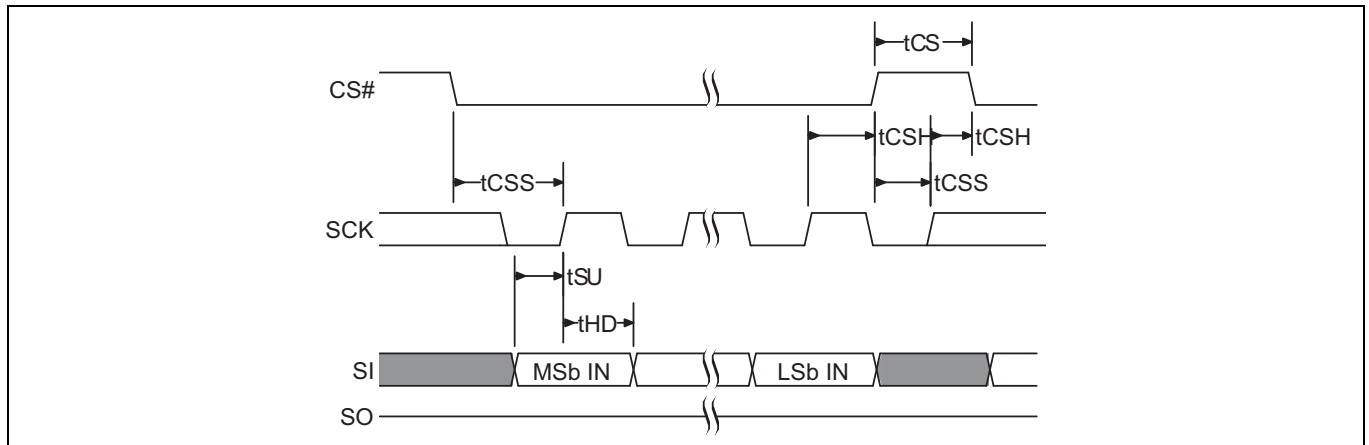 tCS
CS#
tCSH
tCSH
tCSS
tCSS
SCK
tSU
tHD
SI
MSb IN
LSb IN
SO